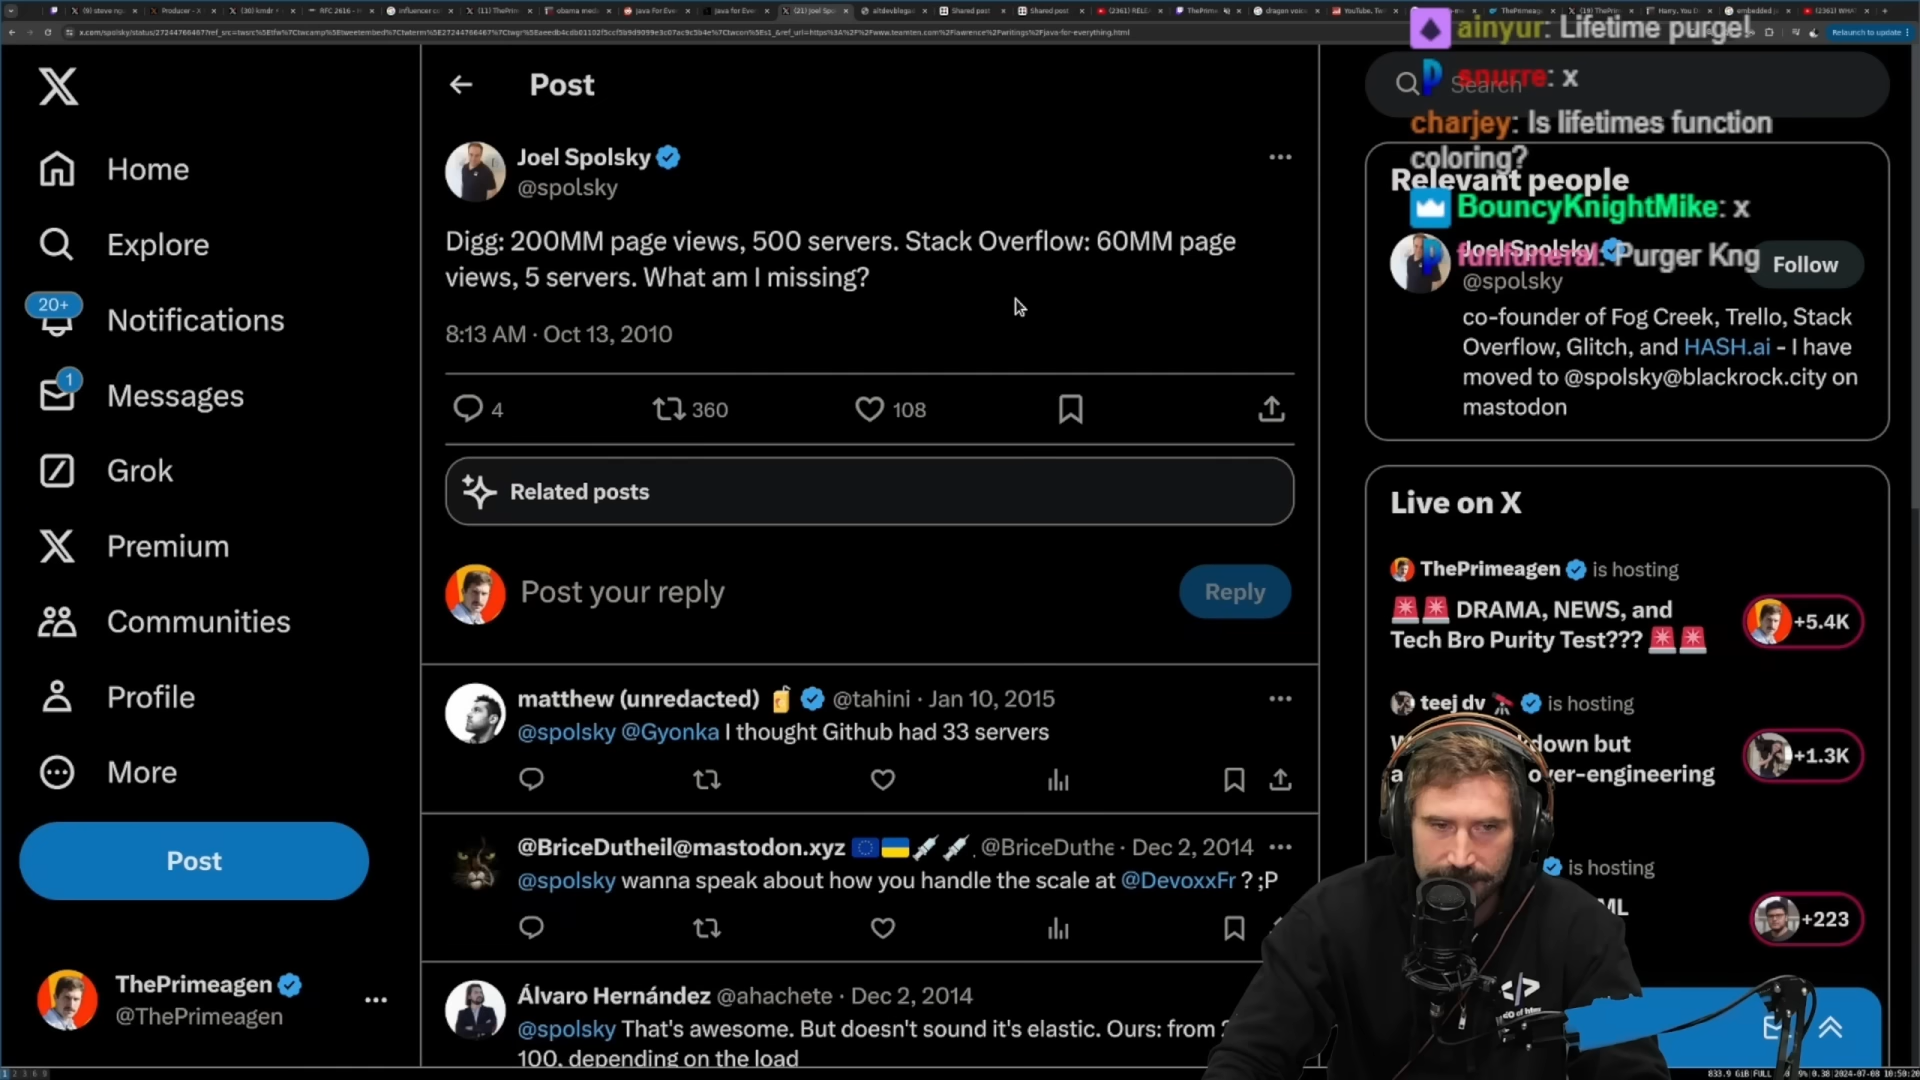 Post
Joel Spolsky
@spolsky
Digg: 200MM page views, 500 servers. Stack Overflow: 60MM page
views, 5 servers. What am I missing?
8:13 AM · Oct 13, 2010
4
360
108
Related posts
Post your reply
Reply
matthew (unredacted) @tahini · Jan 10, 2015
@spolsky @Gyonka I thought Github had 33 servers
@BriceDutheil@mastodon.xyz @BriceDuthe · Dec 2, 2014
@spolsky wanna speak about how you handle the scale at @DevoxxFr ? ;P
Álvaro Hernández @ahachete · Dec 2, 2014
@spolsky That's awesome. But doesn't sound it's elastic. Ours: from
100, depending on the load
Home
Explore
20+
Notifications
1
Messages
Grok
Premium
Communities
Profile
More
Post
ThePrimeagen
@ThePrimeagen
ainyur: Lifetime purge!
snurre: x
Search
charjey: Is lifetimes function
coloring?
Relevant people
BouncyKnightMike: x
Joel Spolsky
funfuneral: Purger Kng
Follow
@spolsky
co-founder of Fog Creek, Trello, Stack
Overflow, Glitch, and HASH.ai - I have
moved to @spolsky@blackrock.city on
mastodon
Live on X
ThePrimeagen is hosting
DRAMA, NEWS, and
Tech Bro Purity Test???
+5.4K
teej dv is hosting
down but
over-engineering
+1.3K
is hosting
ML
+223
Relaunch to update